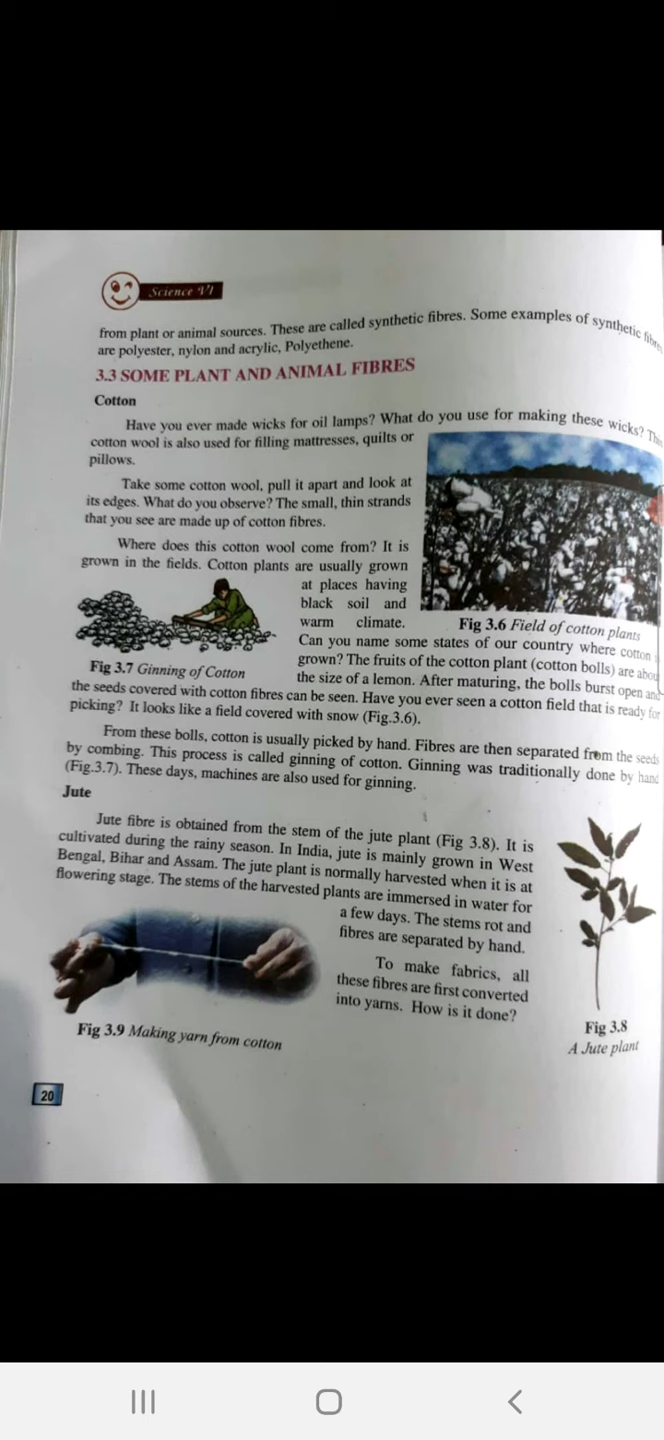 Science VI
from plant or animal sources. These are called synthetic fibres. Some examples of synthetic fibres
are polyester, nylon and acrylic, Polyethene.
3.3 SOME PLANT AND ANIMAL FIBRES
Cotton
Have you ever made wicks for oil lamps? What do you use for making these wicks?
cotton wool is also used for filling mattresses, quilts or
pillows.
Take some cotton wool, pull it apart and look at
its edges. What do you observe? The small, thin strands
that you see are made up of cotton fibres.
Where does this cotton wool come from? It is
grown in the fields. Cotton plants are usually grown
at places having
black soil and
warm climate.
Fig 3.6 Field of cotton plants
Fig 3.7 Ginning of Cotton
Can you name some states of our country where cotton
grown? The fruits of the cotton plant (cotton bolls) are about
the size of a lemon. After maturing, the bolls burst open and
the seeds covered with cotton fibres can be seen. Have you ever seen a cotton field that is ready for
picking? It looks like a field covered with snow (Fig.3.6).
From these bolls, cotton is usually picked by hand. Fibres are then separated from the seeds
by combing. This process is called ginning of cotton. Ginning was traditionally done by hand
(Fig.3.7). These days, machines are also used for ginning.
Jute
Jute fibre is obtained from the stem of the jute plant (Fig 3.8). It is
cultivated during the rainy season. In India, jute is mainly grown in West
Bengal, Bihar and Assam. The jute plant is normally harvested when it is at
flowering stage. The stems of the harvested plants are immersed in water for
a few days. The stems rot and
fibres are separated by hand.
To make fabrics, all
these fibres are first converted
into yarns. How is it done?
Fig 3.9 Making yarn from cotton
Fig 3.8
A Jute plant
20